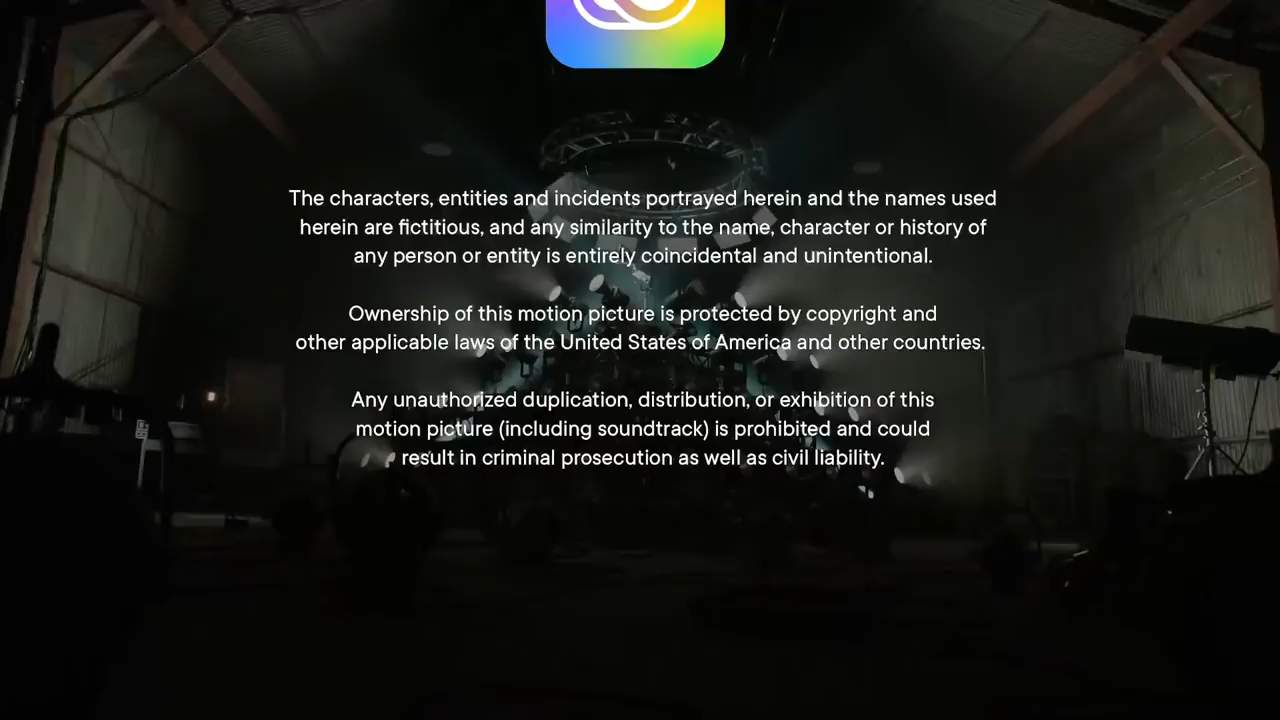 The characters, entities and incidents portrayed herein and the names used
herein are fictitious, and any similarity to the name, character or history of
any person or entity is entirely coincidental and unintentional.
Ownership of this motion picture is protected by copyright and
other applicable laws of the United States of America and other countries.
Any unauthorized duplication, distribution, or exhibition of this
motion picture (including soundtrack) is prohibited and could
result in criminal prosecution as well as civil liability.